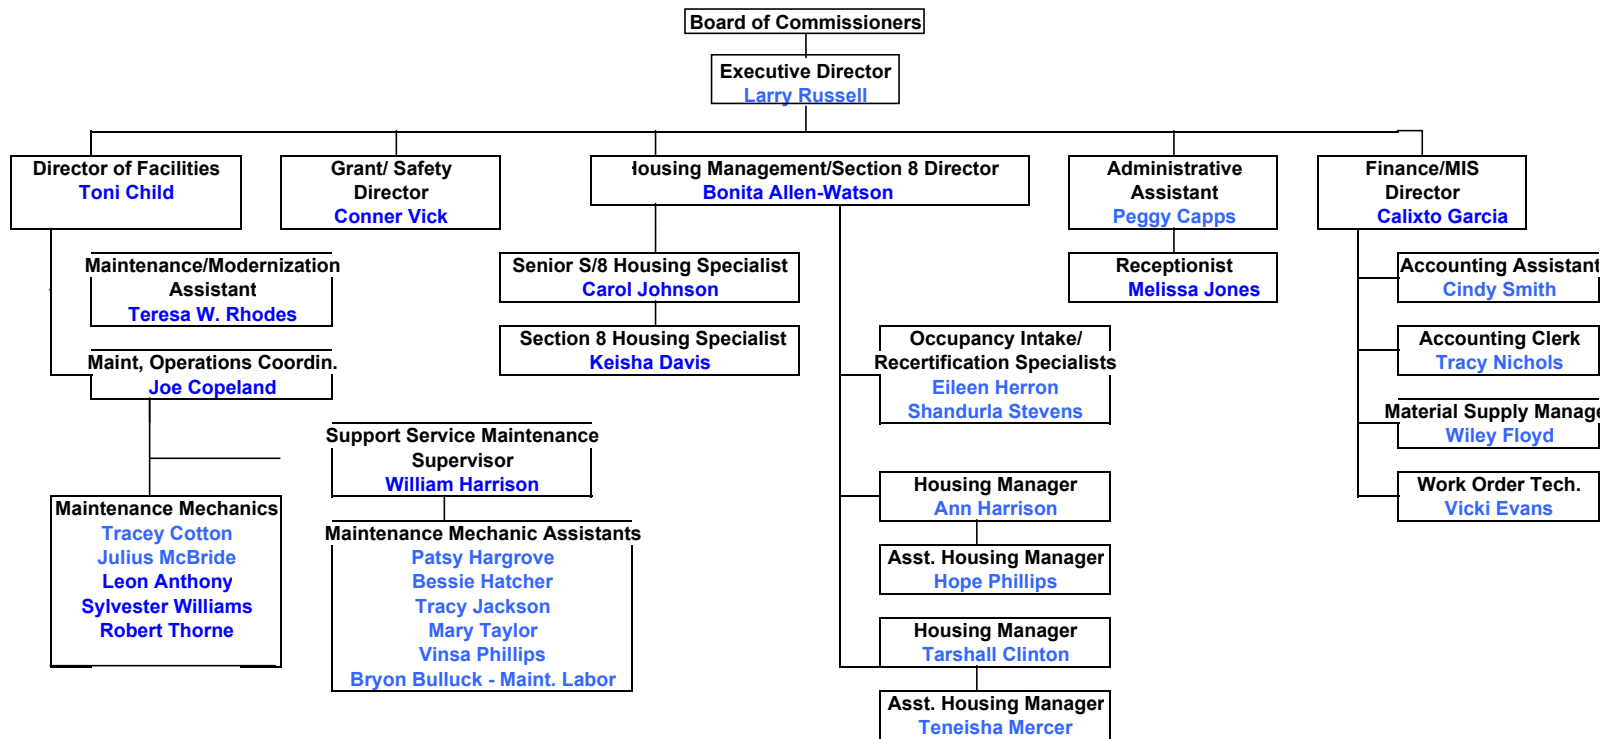 Board of Commissioners
Executive Director
Larry Russell
Director of Facilities
Toni Child
Grant/ Safety
Director
Conner Vick
Housing Management/Section 8 Director
Bonita Allen-Watson
Administrative
Assistant
Peggy Capps
Finance/MIS
Director
Calixto Garcia
Maintenance/Modernization
Assistant
Teresa W. Rhodes
Maint, Operations Coordin.
Joe Copeland
Support Service Maintenance
Supervisor
William Harrison
Maintenance Mechanics
Tracey Cotton
Julius McBride
Leon Anthony
Sylvester Williams
Robert Thorne
Maintenance Mechanic Assistants
Patsy Hargrove
Bessie Hatcher
Tracy Jackson
Mary Taylor
Vinsa Phillips
Bryon Bulluck - Maint. Labor
Senior S/8 Housing Specialist
Carol Johnson
Section 8 Housing Specialist
Keisha Davis
Occupancy Intake/
Recertification Specialists
Eileen Herron
Shandurla Stevens
Housing Manager
Ann Harrison
Asst. Housing Manager
Hope Phillips
Housing Manager
Tarshall Clinton
Asst. Housing Manager
Teneisha Mercer
Receptionist
Melissa Jones
Accounting Assistant
Cindy Smith
Accounting Clerk
Tracy Nichols
Material Supply Manage
Wiley Floyd
Work Order Tech.
Vicki Evans